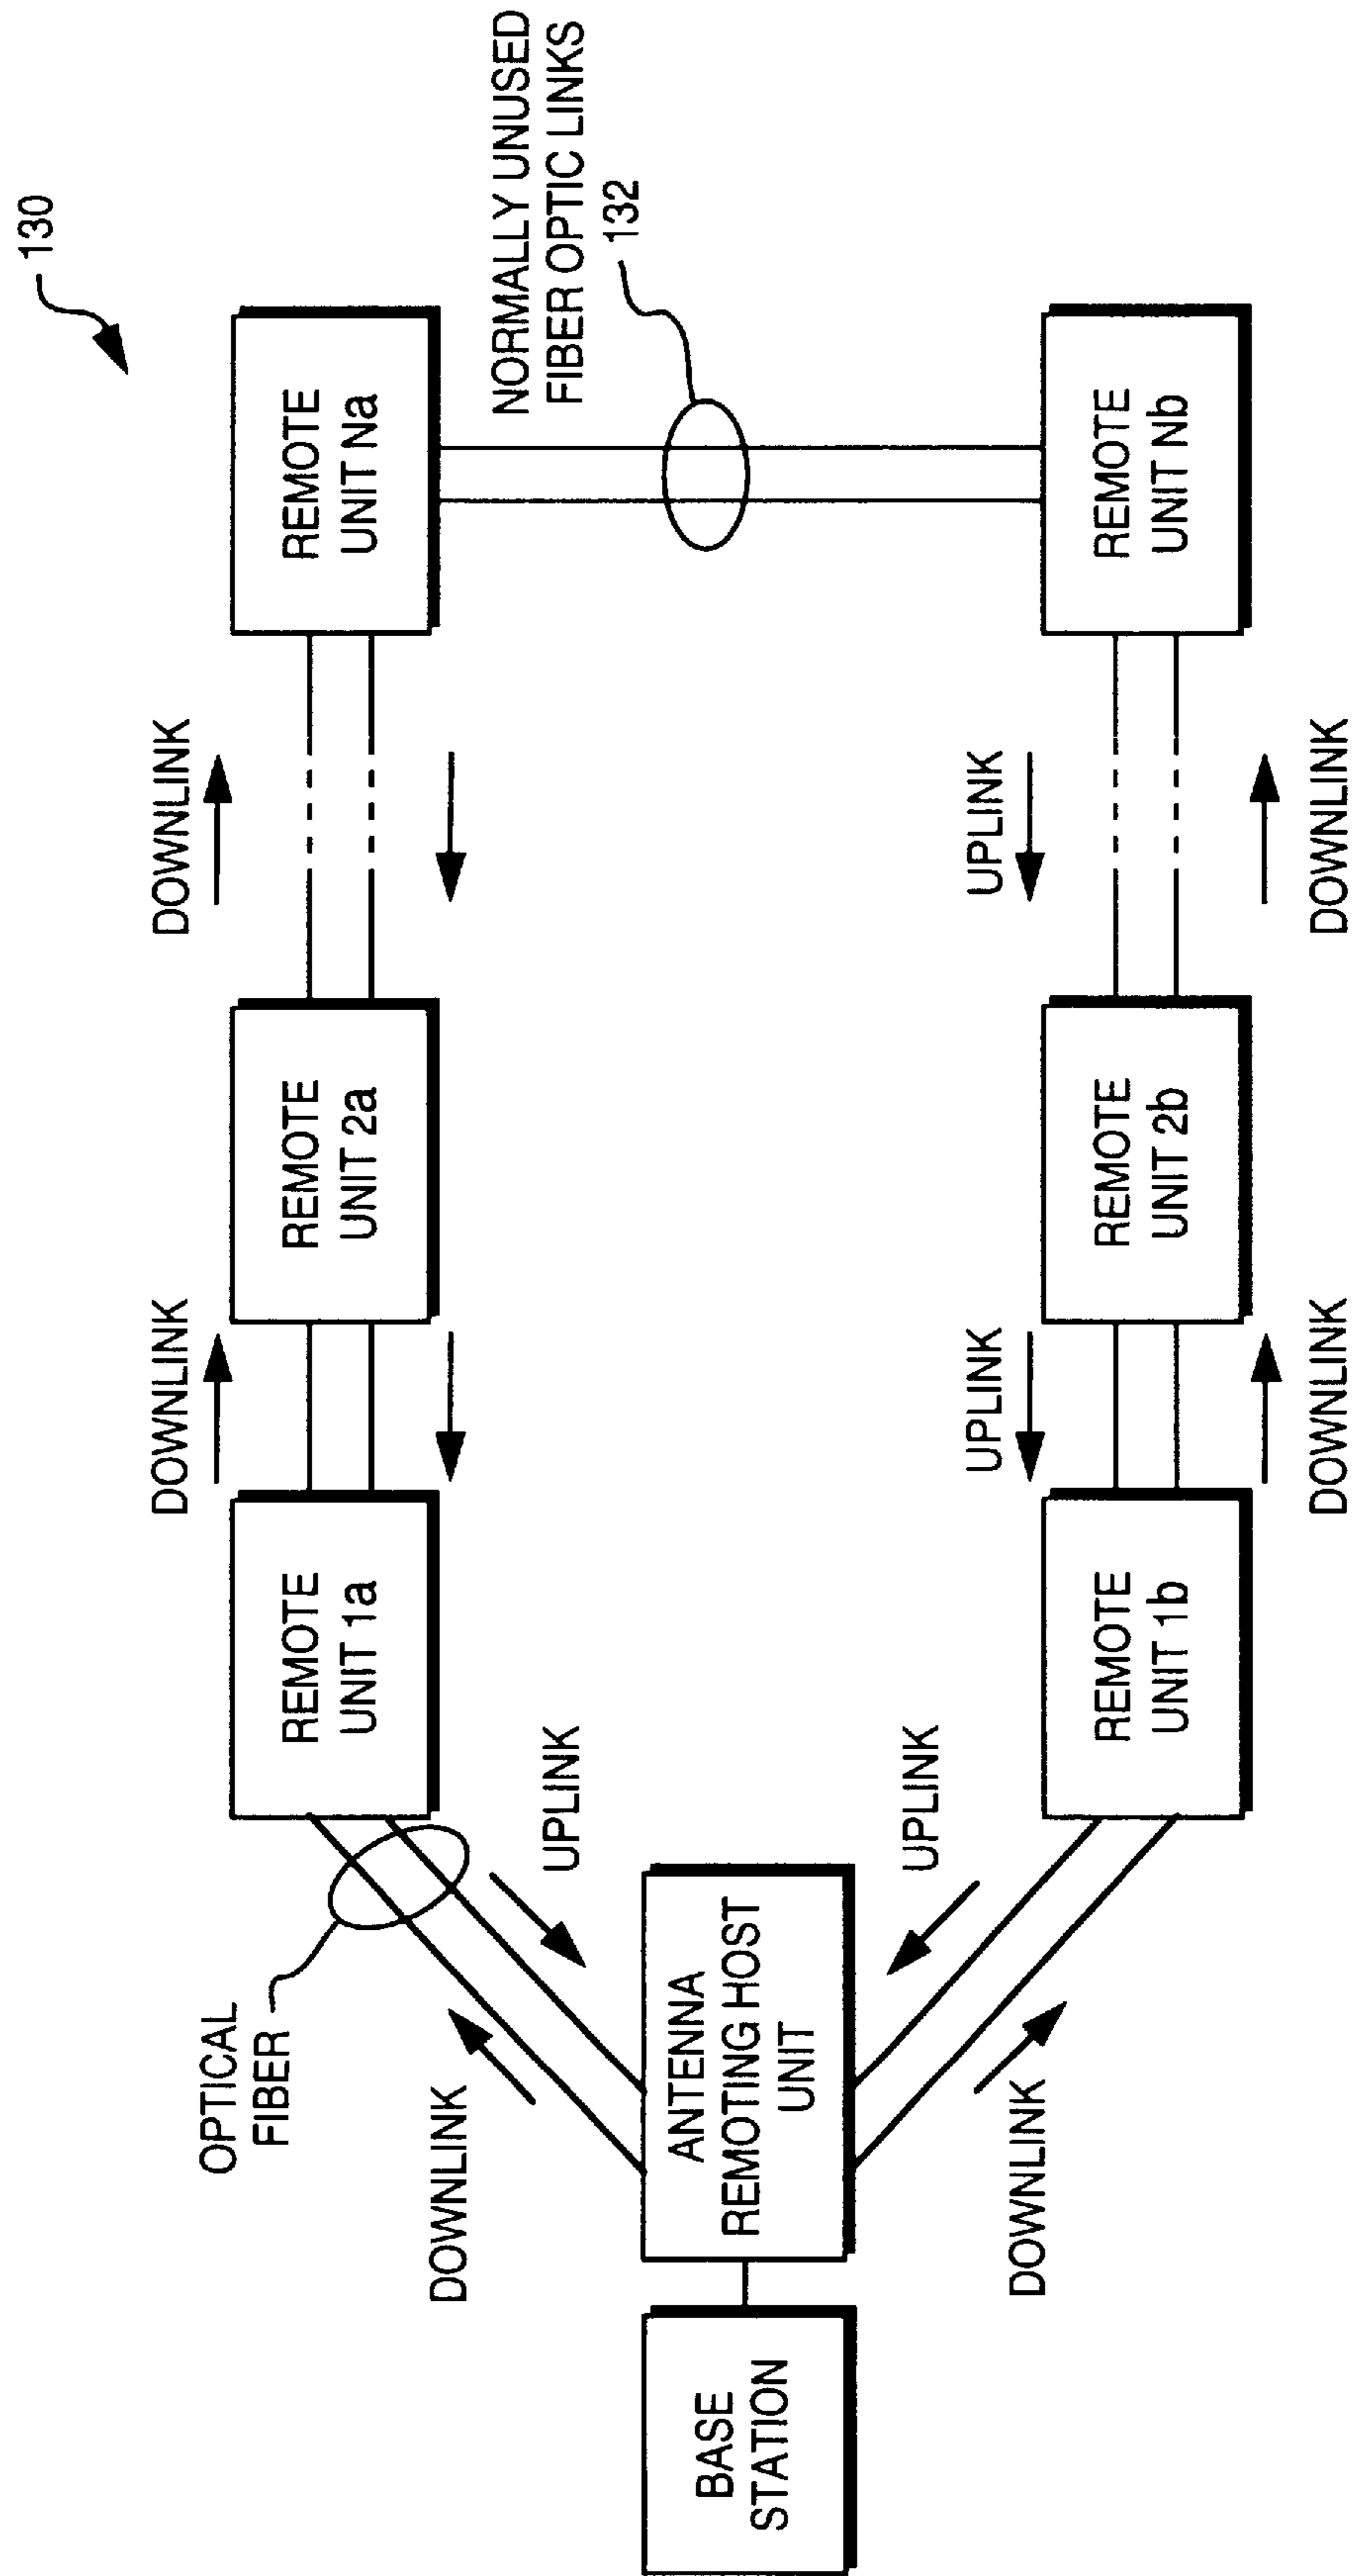 130
DOWNLINK
DOWNLINK
OPTICAL
FIBER
DOWNLINK
UPLINK
REMOTE
UNIT 1a
REMOTE
UNIT 2a
REMOTE
UNIT Na
NORMALLY UNUSED
FIBER OPTIC LINKS
132
BASE
STATION
ANTENNA
REMOTING HOST
UNIT
UPLINK
UPLINK
UPLINK
DOWNLINK
REMOTE
UNIT 1b
REMOTE
UNIT 2b
REMOTE
UNIT Nb
DOWNLINK
DOWNLINK